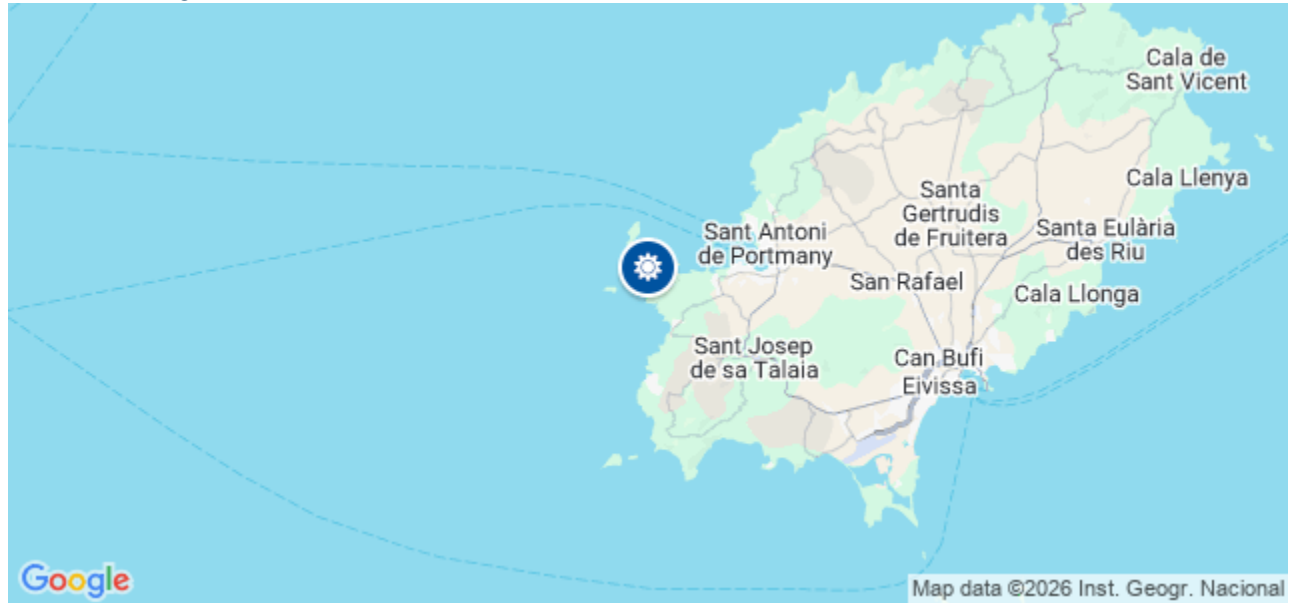 Cala de
Sant Vicent
Cala Llenya
Santa
Gertrudis
de Fruitera
Santa Eulària
des Riu
Sant Antoni
de Portmany
San Rafael
Cala Llonga
Sant Josep
de sa Talaia
Can Bufi
Eivissa
Google
Map data ©2026 Inst. Geogr. Nacional